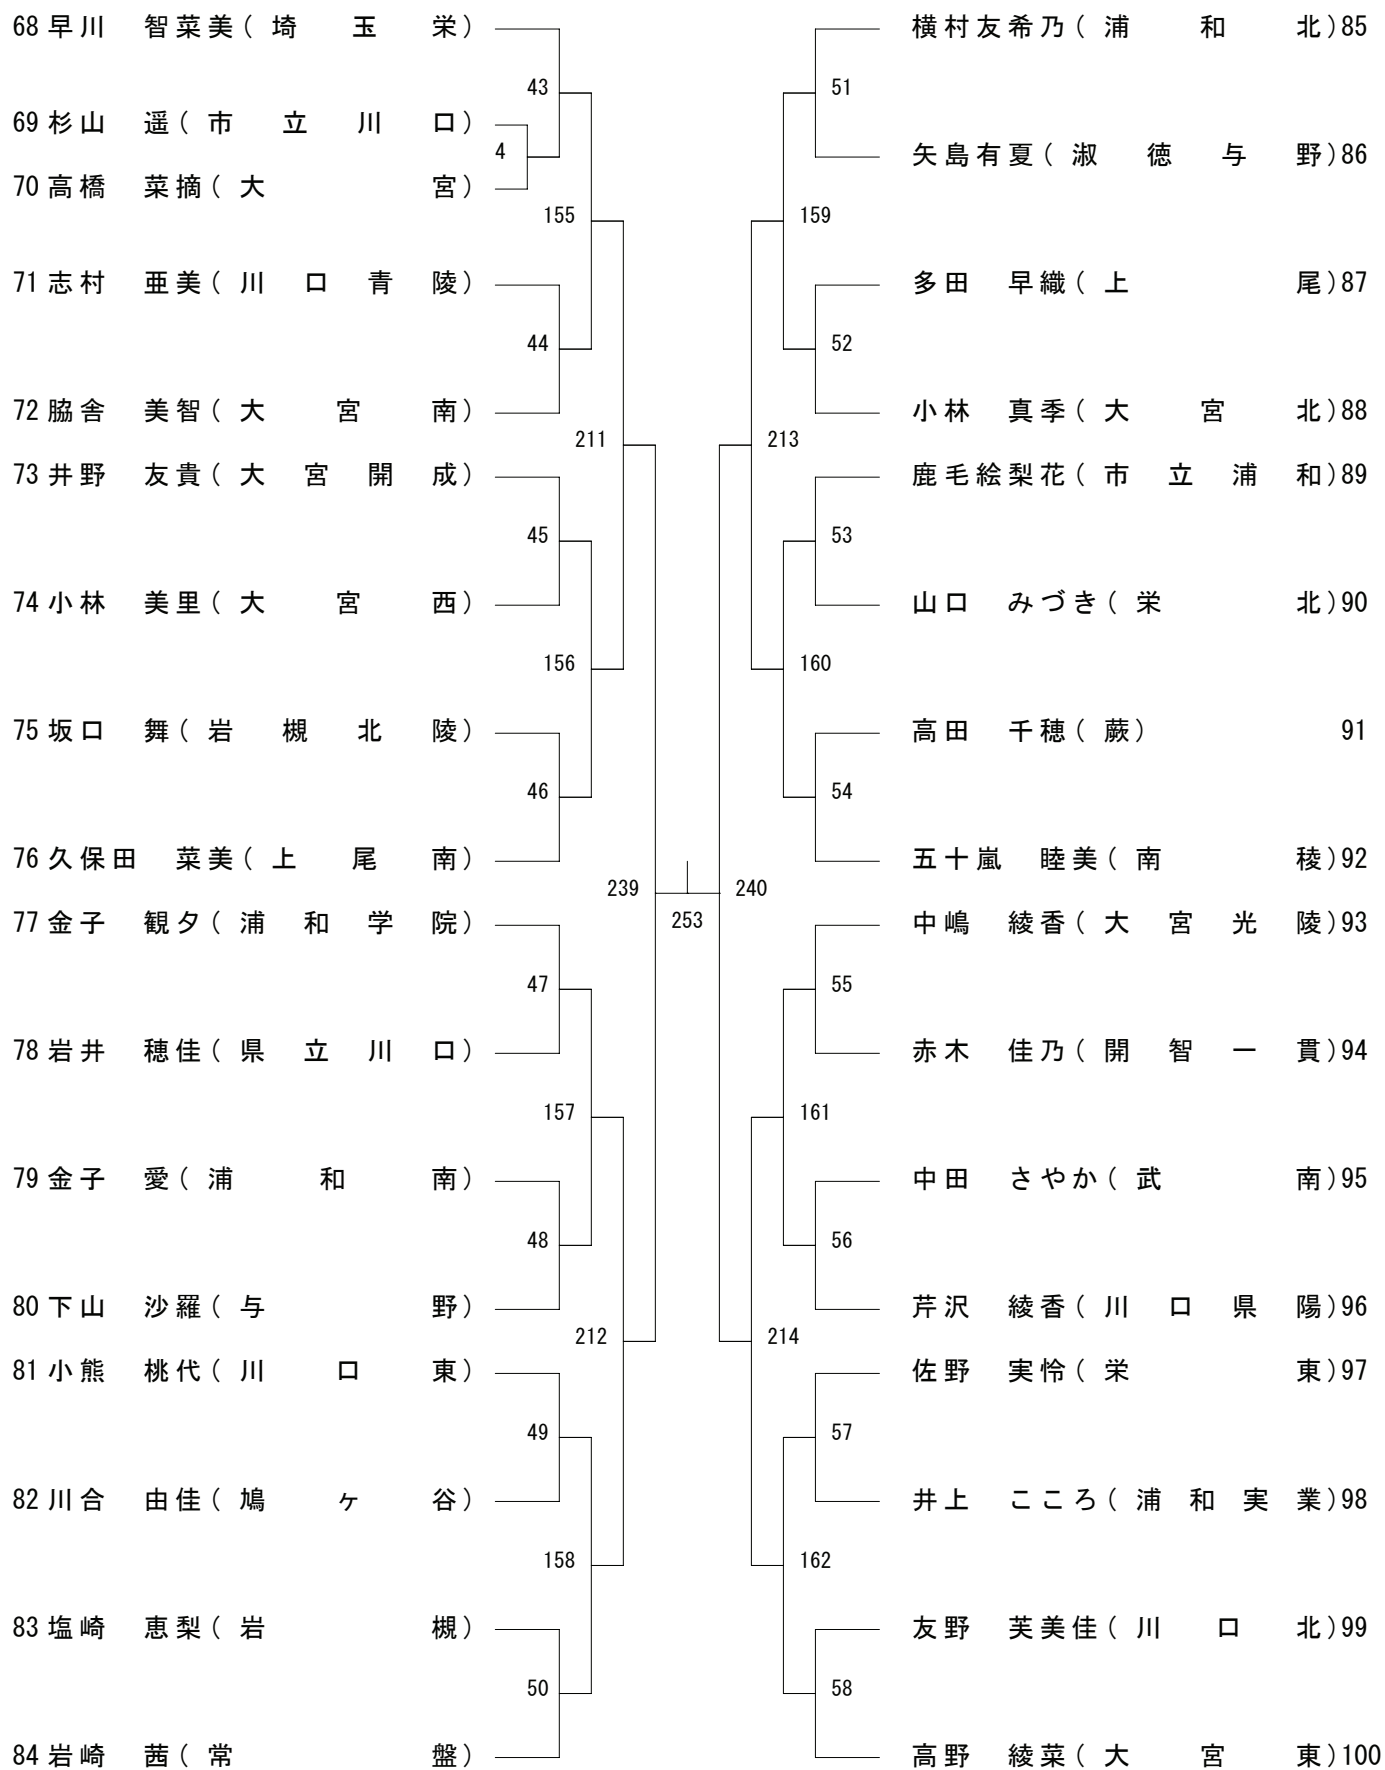 68 早川 智菜美(埼玉栄)
43
69 杉山 遥(市立川口)
4
70 高橋 菜摘(大宮)
155
71 志村 亜美(川口青陵)
44
72 脇舎 美智(大宮南)
211
73 井野 友貴(大宮開成)
45
74 小林 美里(大宮西)
156
75 坂口 舞(岩槻北陵)
46
76 久保田 菜美(上尾南)
239
77 金子 観夕(浦和学院)
47
78 岩井 穂佳(県立川口)
157
79 金子 愛(浦和南)
48
80 下山 沙羅(与野)
212
81 小熊 桃代(川口東)
49
82 川合 由佳(鳩ヶ谷)
158
83 塩崎 恵梨(岩槻)
50
84 岩崎 茜(常盤)
253
横村友希乃(浦和北)85
51
矢島有夏(淑徳与野)86
159
多田 早織(上尾)87
52
小林 真季(大宮北)88
213
鹿毛絵梨花(市立浦和)89
53
山口 みづき(栄北)90
160
高田 千穂(蕨) 91
54
五十嵐 睦美(南稜)92
240
中嶋 綾香(大宮光陵)93
55
赤木 佳乃(開智一貫)94
161
中田 さやか(武南)95
56
芹沢 綾香(川口県陽)96
214
佐野 実怜(栄東)97
57
井上 こころ(浦和実業)98
162
友野 芙美佳(川口北)99
58
高野 綾菜(大宮東)100